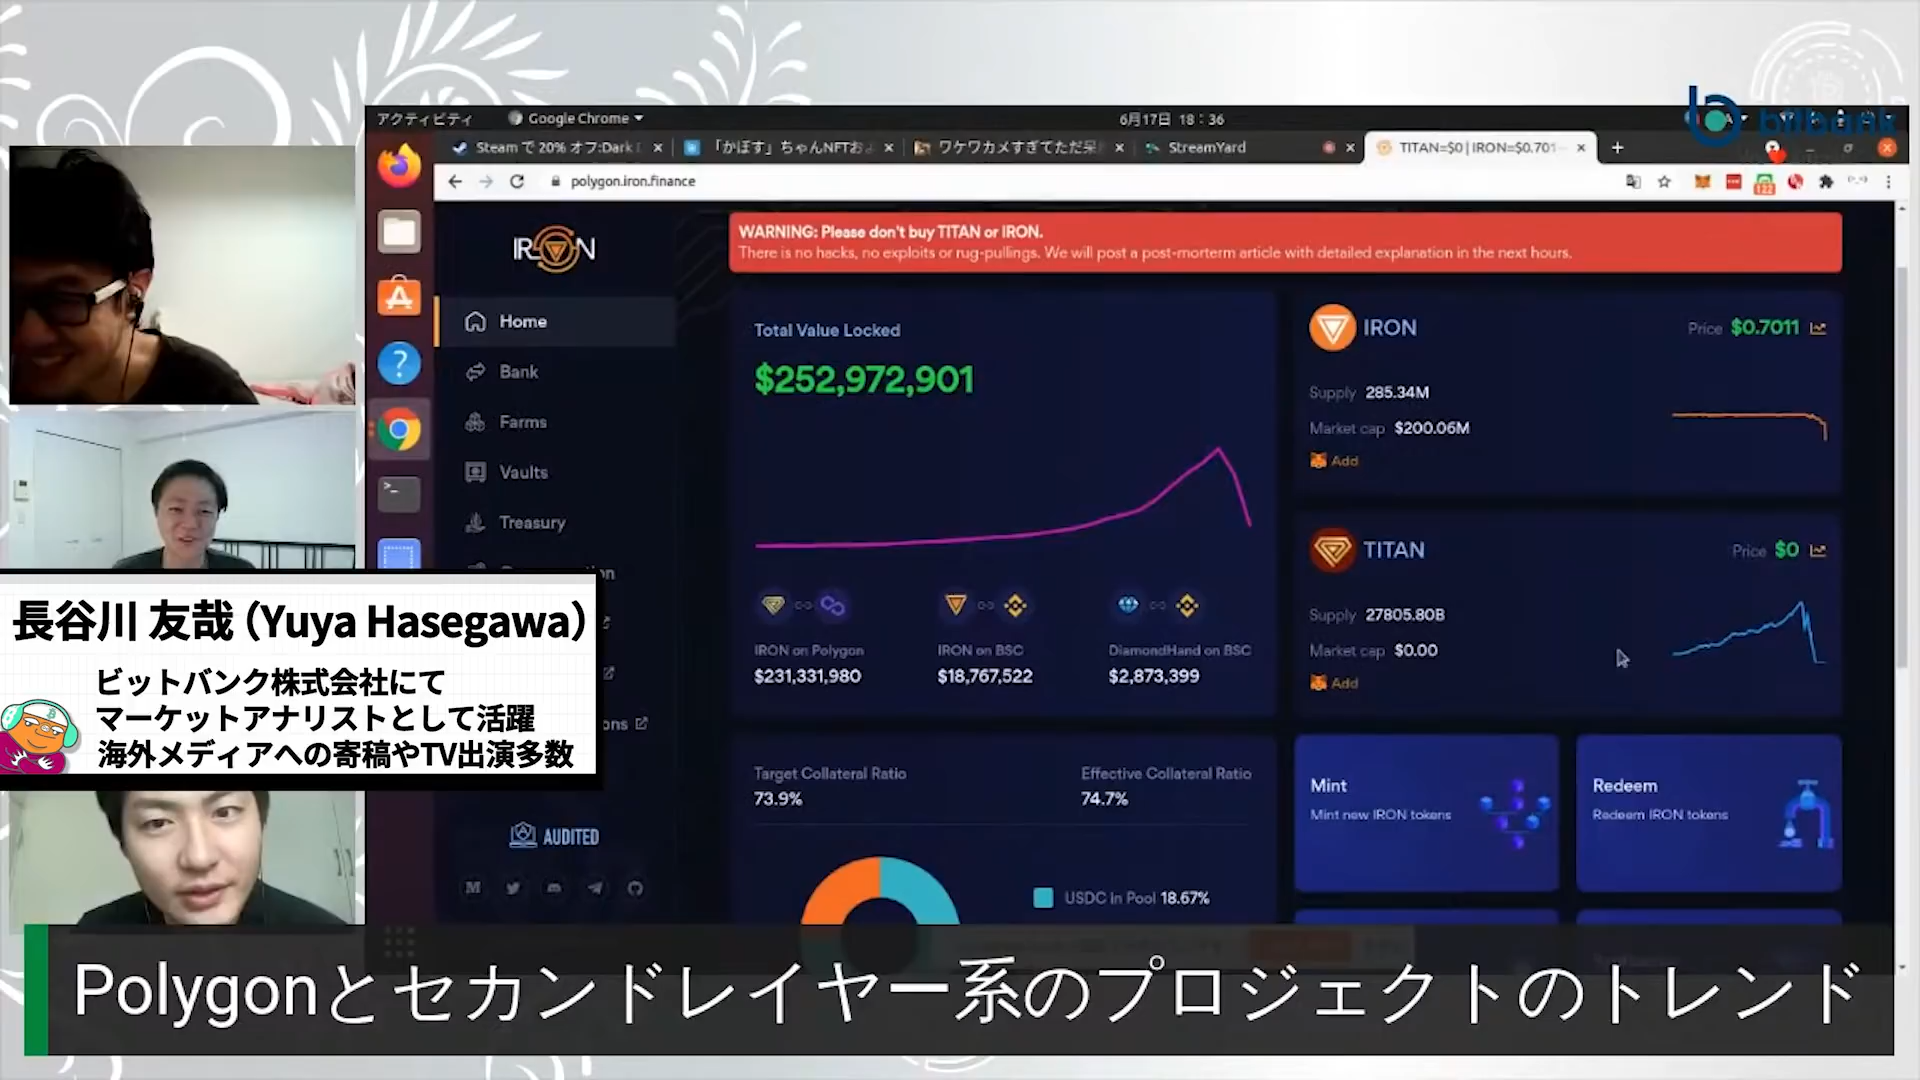 アクティビティ
Google Chrome
6月17日 18:36
bitbank
Steam で 20% オフ:Dark
「かぼす」ちゃんNFTおよ
ワケワカメすぎてただ呆
StreamYard
TITAN=$0 | IRON=$0.701
polygon.iron.finance
122
IRON
WARNING: Please don't buy TITAN or IRON.
There is no hacks, no exploits or rug-pullings. We will post a post-mortem article with detailed explanation in the next hours.
Home
Bank
Farms
Vaults
Treasury
Total Value Locked
$252,972,901
IRON on Polygon
$231,331,980
IRON on BSC
$18,767,522
DiamondHand on BSC
$2,873,399
IRON
Price $0.7011
Supply 285.34M
Market cap $200.06M
Add
TITAN
Price $0
Supply 27805.80B
Market cap $0.00
Add
Target Collateral Ratio
73.9%
Effective Collateral Ratio
74.7%
USDC in Pool 18.67%
Mint
Mint new IRON tokens
Redeem
Redeem IRON tokens
AUDITED
長谷川 友哉（Yuya Hasegawa）
ビットバンク株式会社にて
マーケットアナリストとして活躍
海外メディアへの寄稿やTV出演多数
Polygonとセカンドレイヤー系のプロジェクトのトレンド